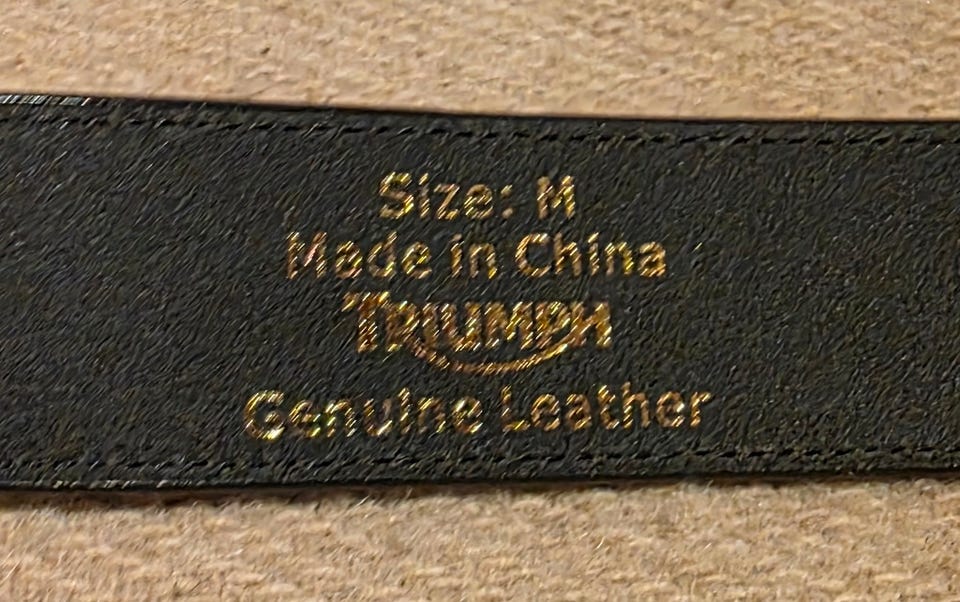 Size: M
Made in China
TRIUMPH
Genuine Leather